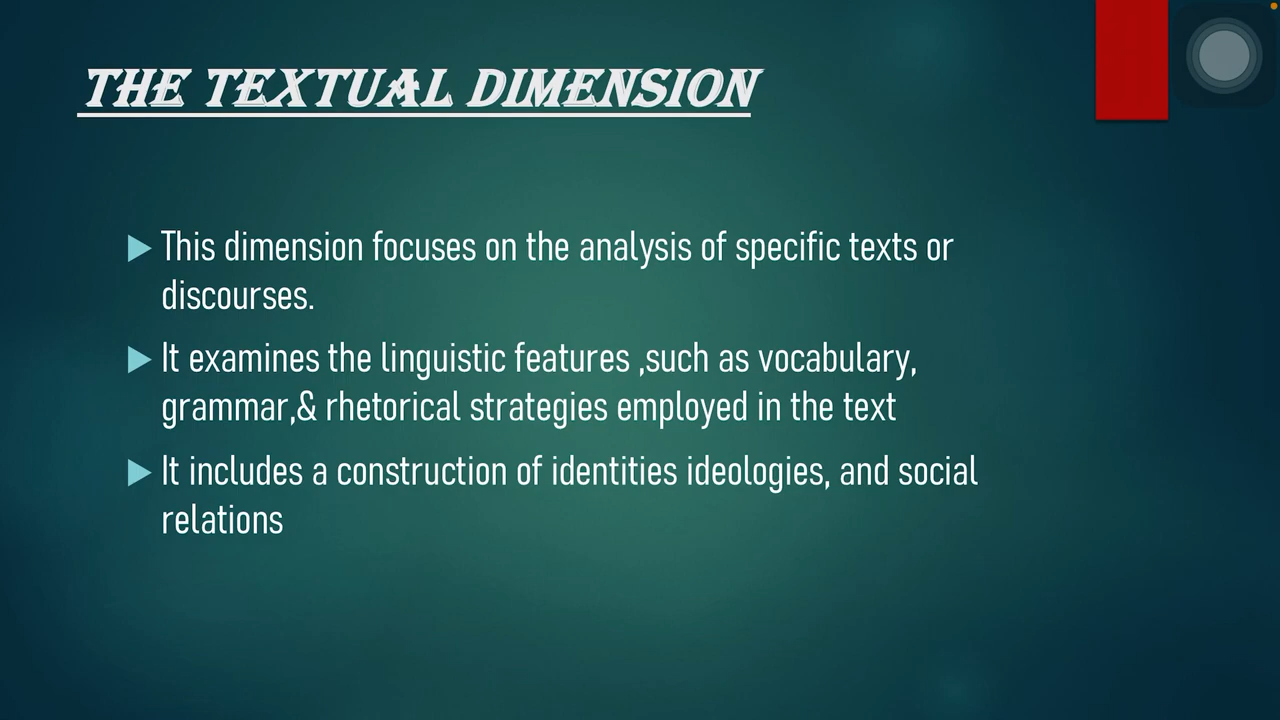 THE TEXTUAL DIMENSION
This dimension focuses on the analysis of specific texts or
discourses.
It examines the linguistic features ,such as vocabulary,
grammar,& rhetorical strategies employed in the text
It includes a construction of identities ideologies, and social
relations